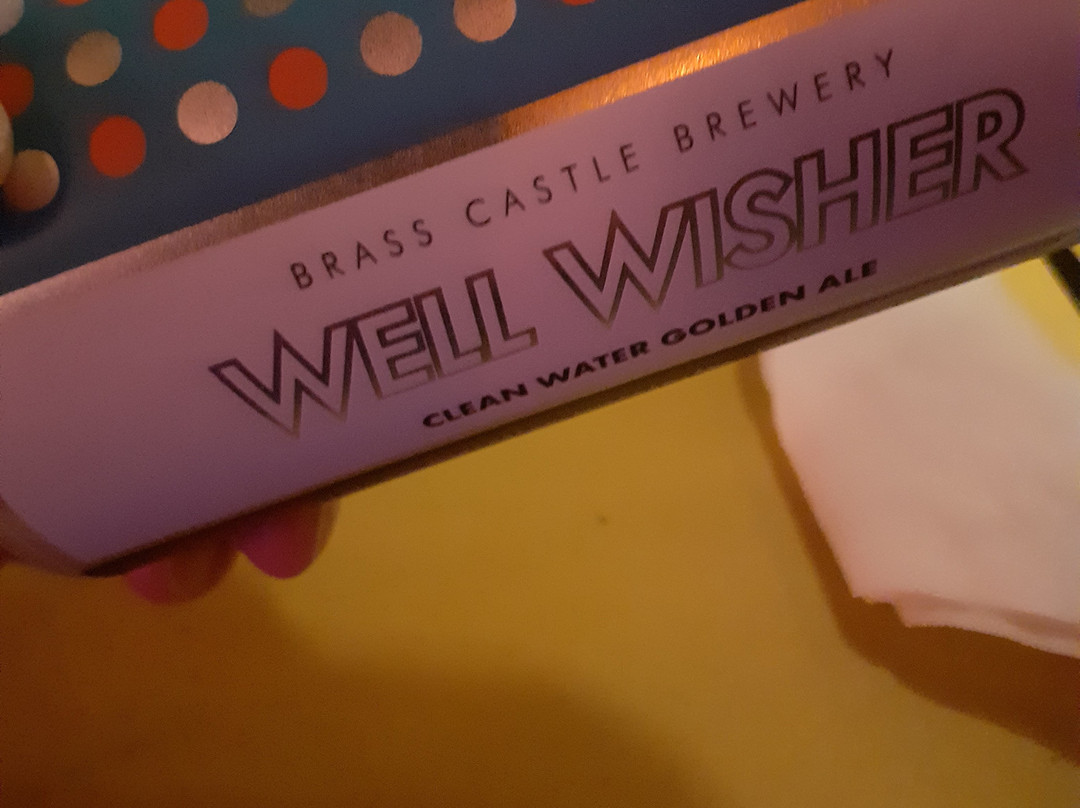 BRASS CASTLE BREWERY
WELL WISHER
CLEAN WATER GOLDEN ALE